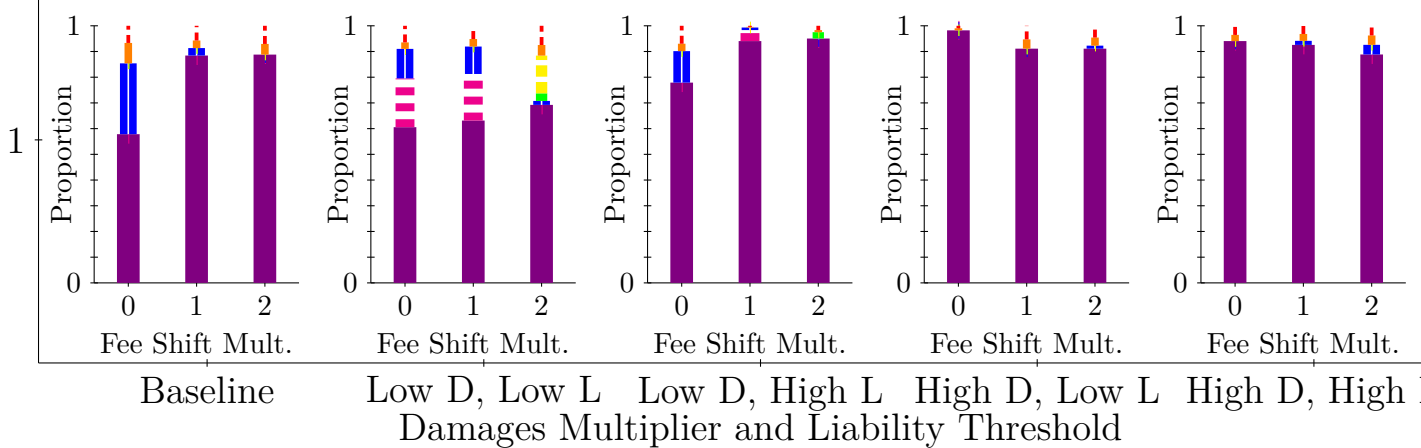 1 1 1 1 1
Proportion Proportion Proportion Proportion Proportion
1
0 0 0 0 0
0 1 2 0 1 2 0 1 2 0 1 2 0 1 2
Fee Shift Mult. Fee Shift Mult. Fee Shift Mult. Fee Shift Mult. Fee Shift Mult.
Baseline Low D, Low L Low D, High L High D, Low L High D, High
Damages Multiplier and Liability Threshold